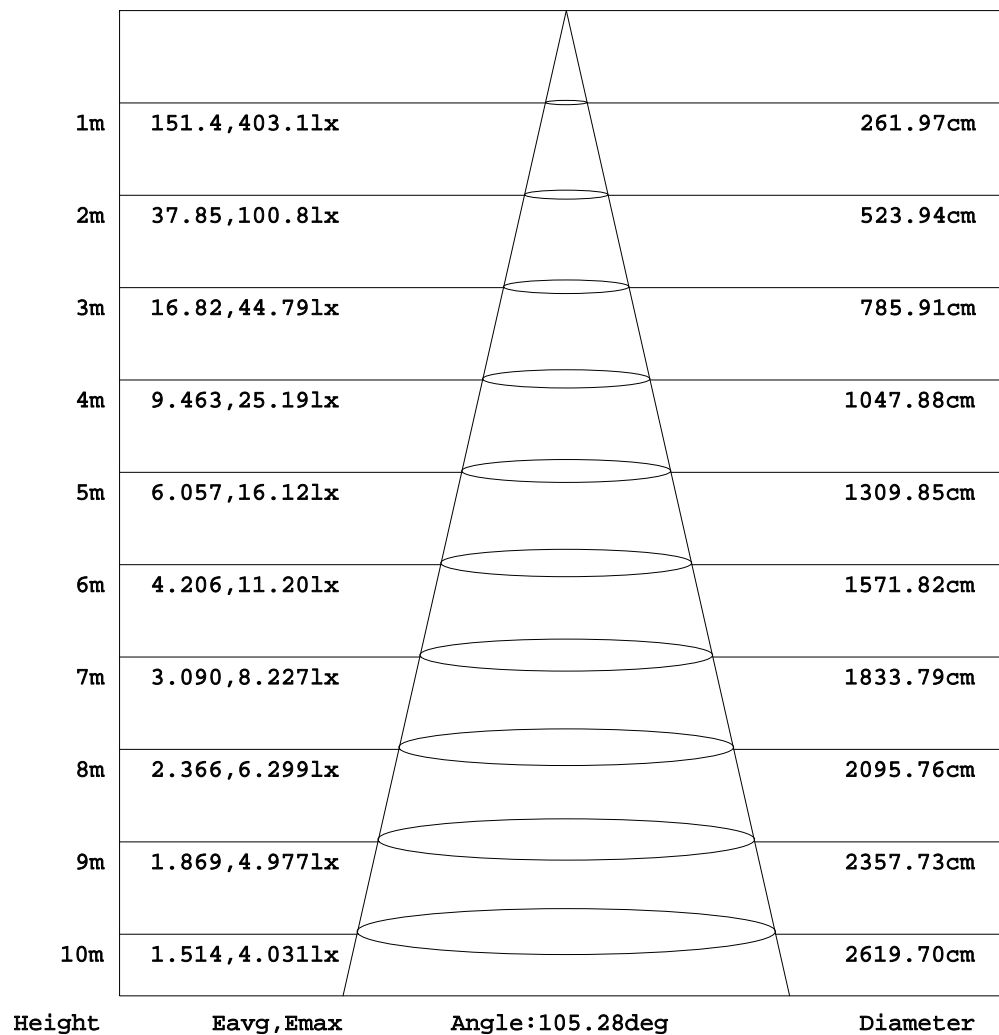 1m 151.4,403.1lx 261.97cm
2m 37.85,100.8lx 523.94cm
3m 16.82,44.79lx 785.91cm
4m 9.463,25.19lx 1047.88cm
5m 6.057,16.12lx 1309.85cm
6m 4.206,11.20lx 1571.82cm
7m 3.090,8.227lx 1833.79cm
8m 2.366,6.299lx 2095.76cm
9m 1.869,4.977lx 2357.73cm
10m 1.514,4.031lx 2619.70cm
Height Eavg,Emax Angle:105.28deg Diameter